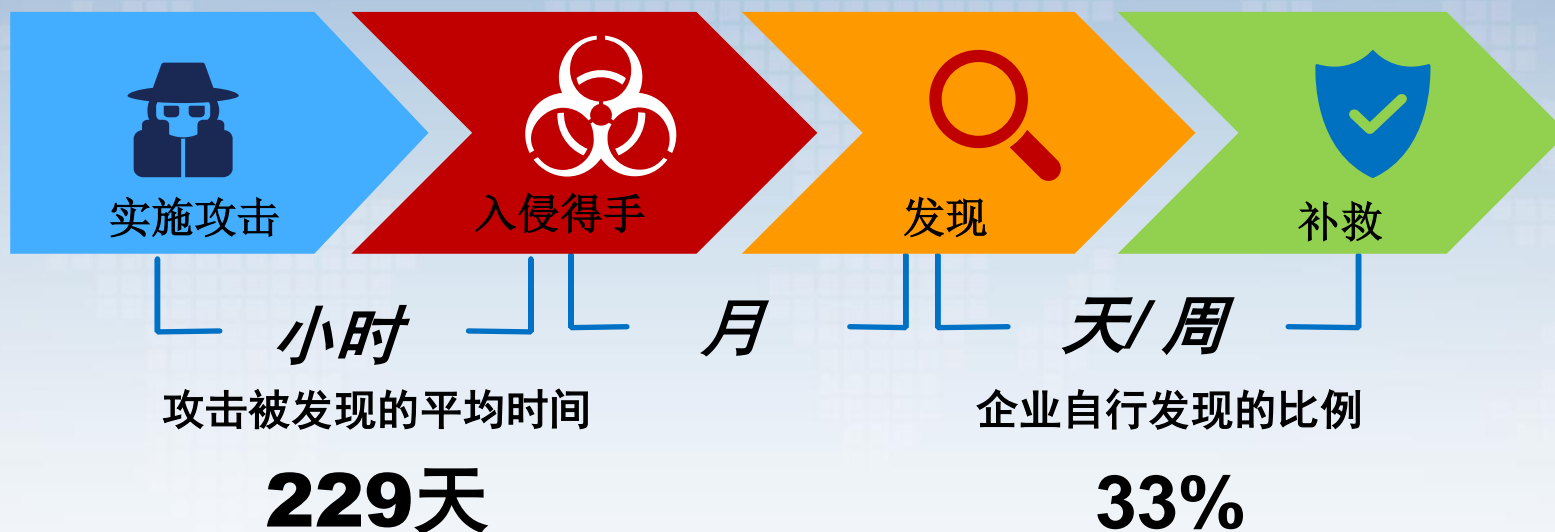 实施攻击
入侵得手
发现
补救
小时
月
天/ 周
攻击被发现的平均时间
企业自行发现的比例
229天
33%